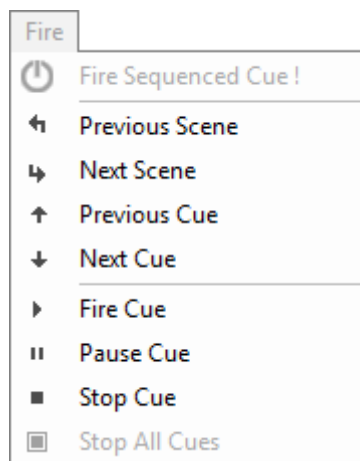 Fire
Fire Sequenced Cue!
Previous Scene
Next Scene
Previous Cue
Next Cue
Fire Cue
Pause Cue
Stop Cue
Stop All Cues